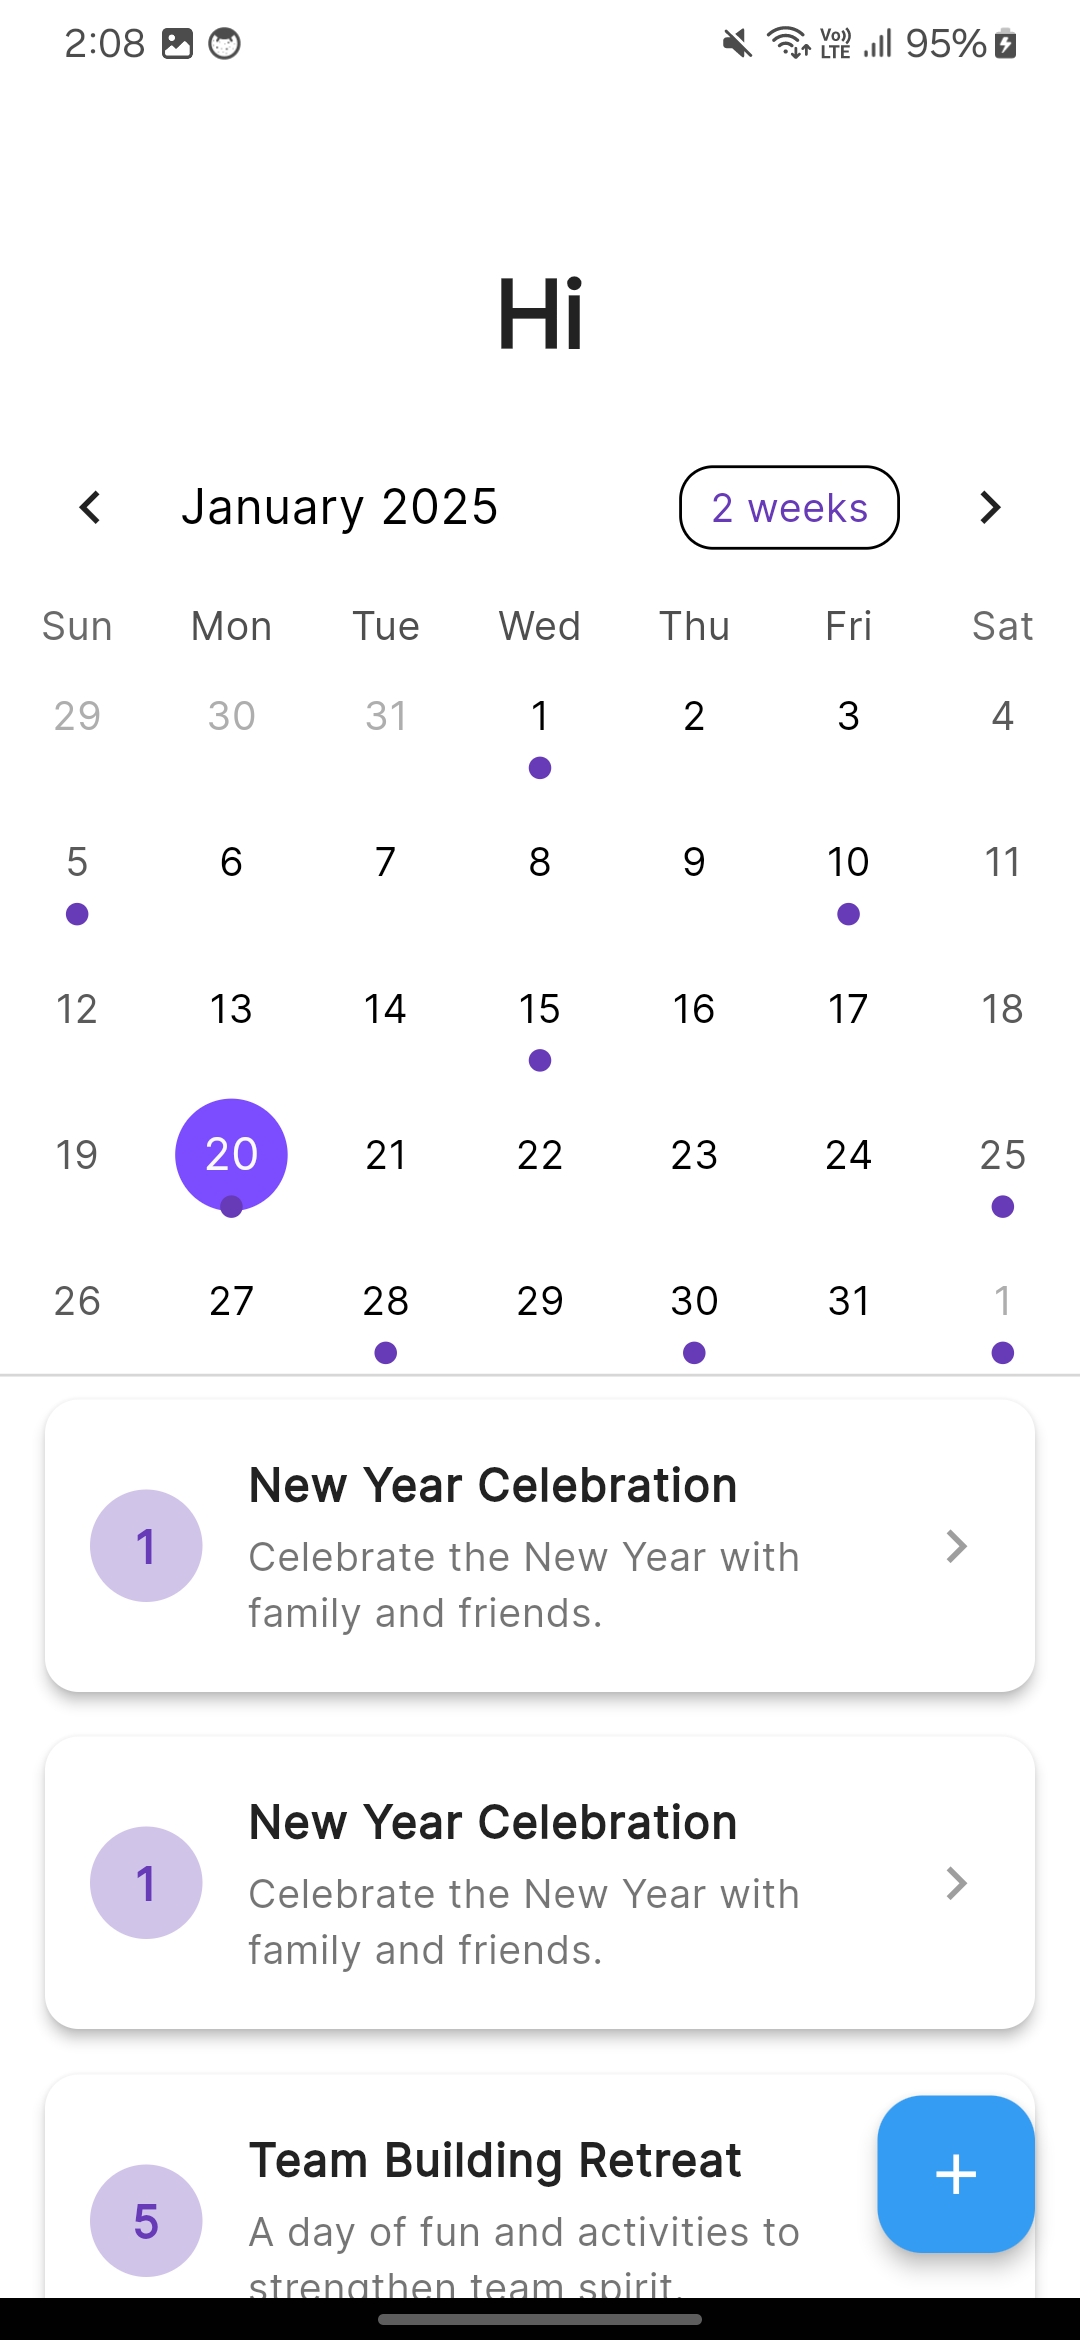 2:08 Vo)) LTE 95%
Hi
January 2025 2 weeks
Sun Mon Tue Wed Thu Fri Sat
29 30 31 1 2 3 4
5 6 7 8 9 10 11
12 13 14 15 16 17 18
19 20 21 22 23 24 25
26 27 28 29 30 31 1
New Year Celebration
1
Celebrate the New Year with
family and friends.
New Year Celebration
1
Celebrate the New Year with
family and friends.
Team Building Retreat
5
A day of fun and activities to
strengthen team spirit.